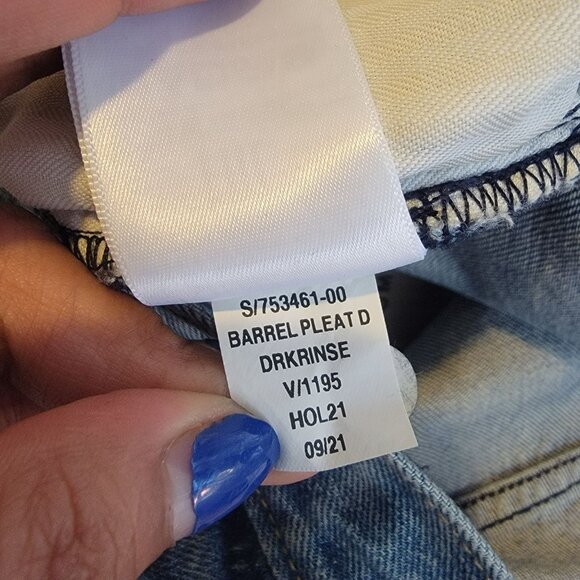 S/753461-00
BARREL PLEAT D
DRKRINSE
V/1195
HOL21
09/21